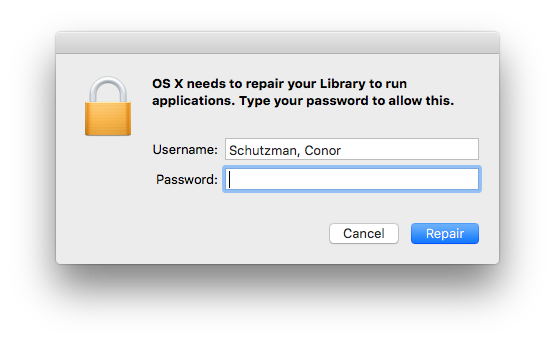 OS X needs to repair your Library to run
applications. Type your password to allow this.
Username: Schutzman, Conor
Password:
Cancel Repair